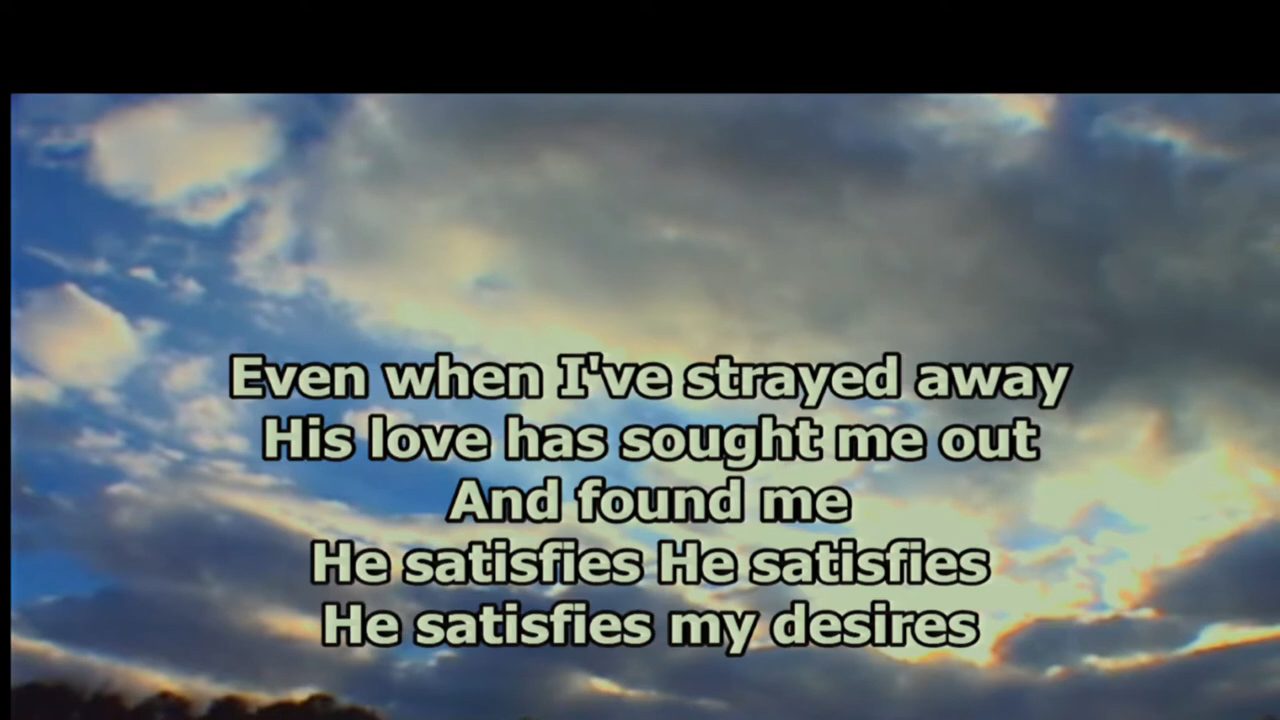 Even when I've strayed away
His love has sought me out
And found me
He satisfies He satisfies
He satisfies my desires